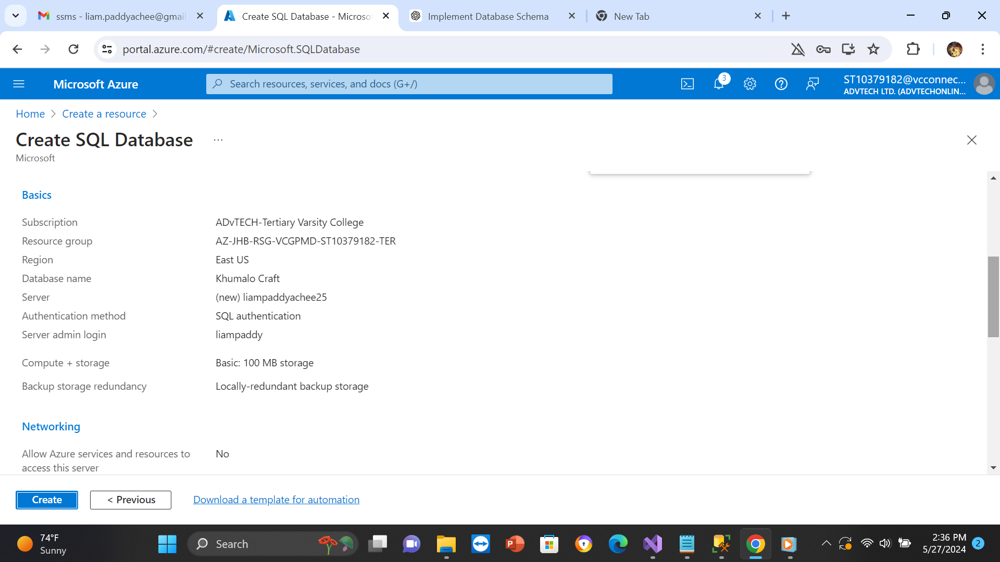 ssms - liam.paddyachee@gmail
Create SQL Database - Microso
Implement Database Schema
New Tab
portal.azure.com/#create/Microsoft.SQLDatabase
Microsoft Azure
Search resources, services, and docs (G+/)
3
ST10379182@vcconnec...
ADVTECH LTD. (ADVTECHONLIN...
Home > Create a resource >
Create SQL Database ...
Microsoft
Basics
Subscription ADvTECH-Tertiary Varsity College
Resource group AZ-JHB-RSG-VCGPMD-ST10379182-TER
Region East US
Database name Khumalo Craft
Server (new) liampaddyachee25
Authentication method SQL authentication
Server admin login liampaddy
Compute + storage Basic: 100 MB storage
Backup storage redundancy Locally-redundant backup storage
Networking
Allow Azure services and resources to No
access this server
Create
< Previous
Download a template for automation
74°F
Sunny
Search
2:36 PM
5/27/2024
2